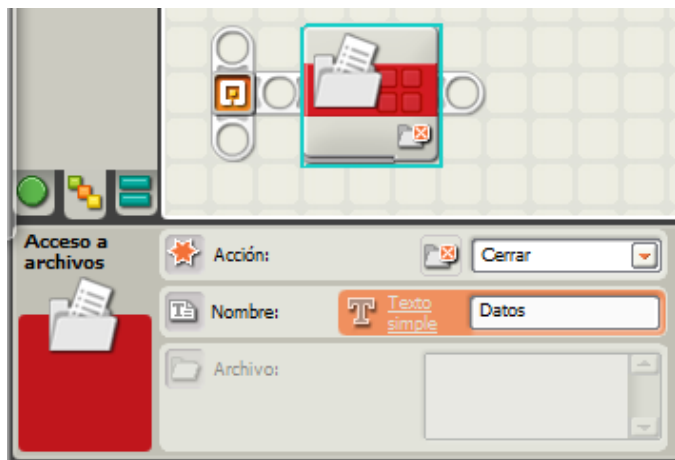 Acceso a
archivos
Acción:
Cerrar
Nombre:
Texto
simple
Datos
Archivo: